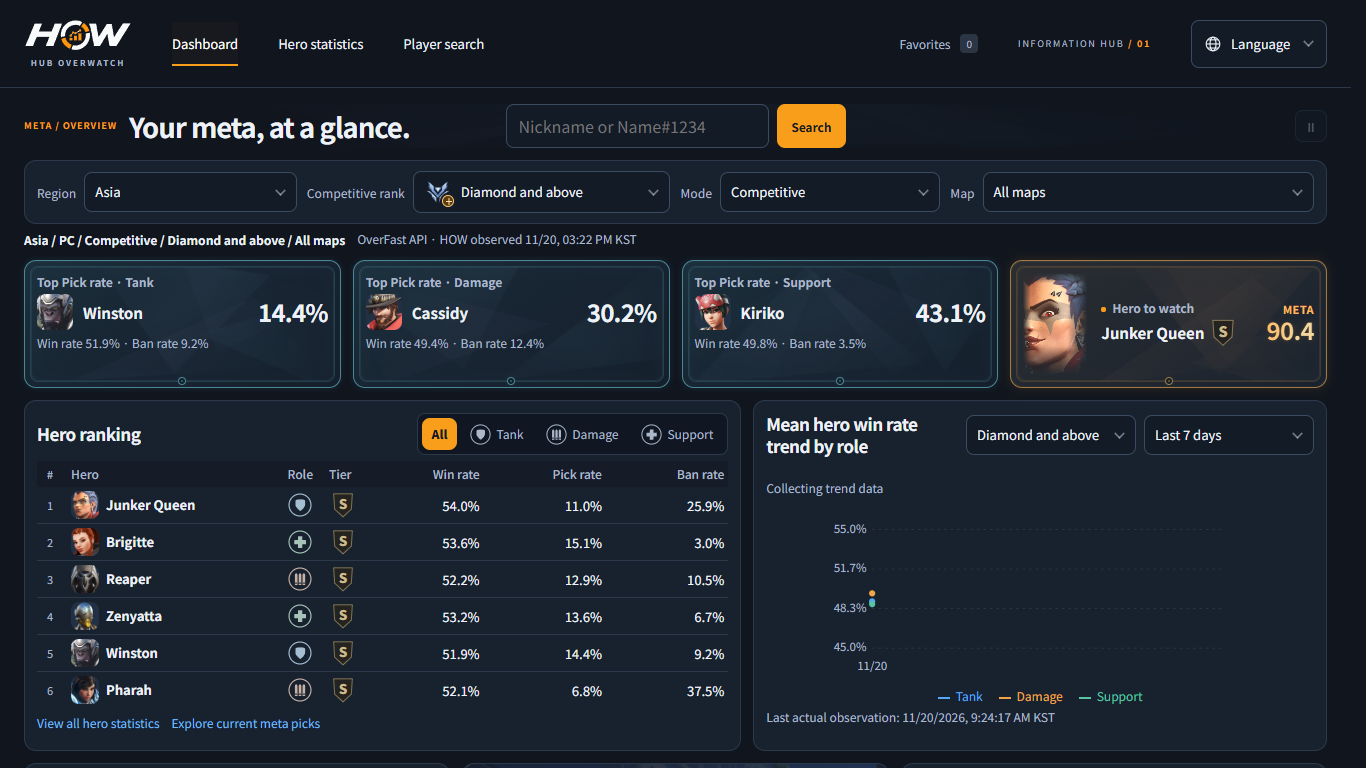 HOW
HUB OVERWATCH
Dashboard
Hero statistics
Player search
Favorites 0
INFORMATION HUB / 01
Language
META / OVERVIEW
Your meta, at a glance.
Nickname or Name#1234
Search
Region
Asia
Competitive rank
Diamond and above
Mode
Competitive
Map
All maps
Asia / PC / Competitive / Diamond and above / All maps
OverFast API · HOW observed 11/20, 03:22 PM KST
Top Pick rate · Tank
Winston 14.4%
Win rate 51.9% · Ban rate 9.2%
Top Pick rate · Damage
Cassidy 30.2%
Win rate 49.4% · Ban rate 12.4%
Top Pick rate · Support
Kiriko 43.1%
Win rate 49.8% · Ban rate 3.5%
Hero to watch
Junker Queen S
META
90.4
Hero ranking
All Tank Damage Support
# Hero Role Tier Win rate Pick rate Ban rate
1 Junker Queen S 54.0% 11.0% 25.9%
2 Brigitte S 53.6% 15.1% 3.0%
3 Reaper S 52.2% 12.9% 10.5%
4 Zenyatta S 53.2% 13.6% 6.7%
5 Winston S 51.9% 14.4% 9.2%
6 Pharah S 52.1% 6.8% 37.5%
View all hero statistics Explore current meta picks
Mean hero win rate
trend by role
Diamond and above
Last 7 days
Collecting trend data
55.0%
51.7%
48.3%
45.0%
11/20
Tank Damage Support
Last actual observation: 11/20/2026, 9:24:17 AM KST